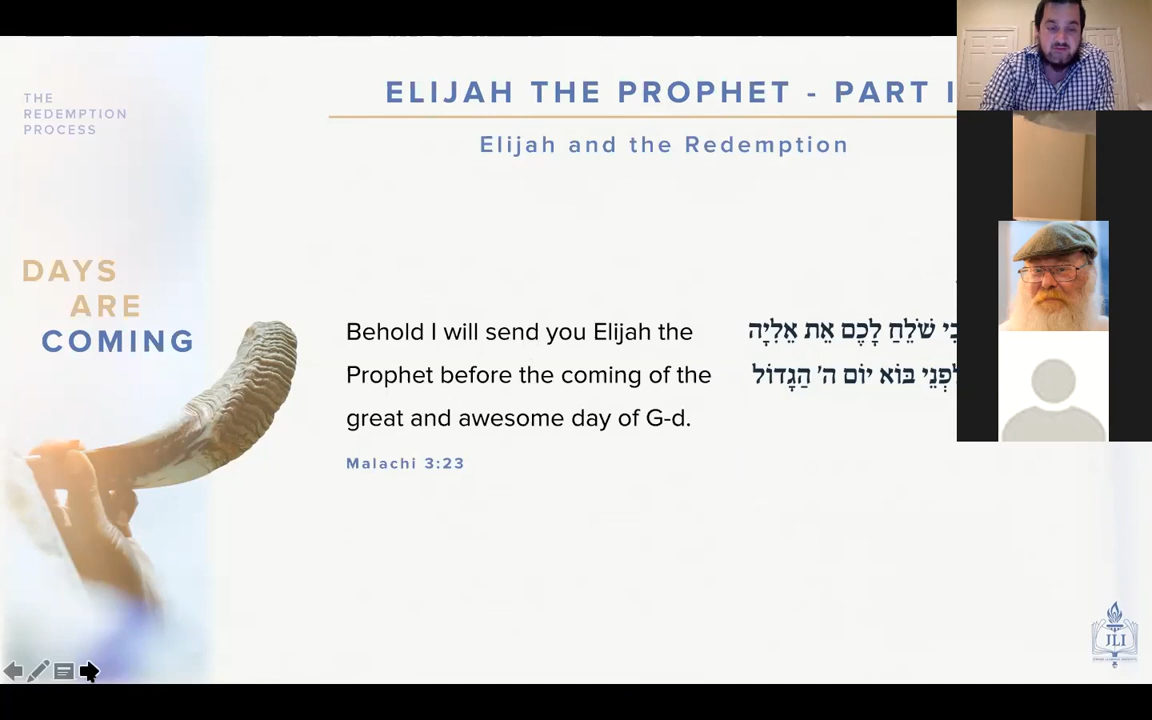 THE
REDEMPTION
PROCESS
DAYS
ARE
COMING
ELIJAH THE PROPHET - PART I
Elijah and the Redemption
Behold I will send you Elijah the
Prophet before the coming of the
great and awesome day of G-d.
Malachi 3:23
שֹׁלֵחַ לָכֶם אֵת אֵלִיָּה
לִפְנֵי בּוֹא יוֹם ה' הַגָּדוֹל
JLI